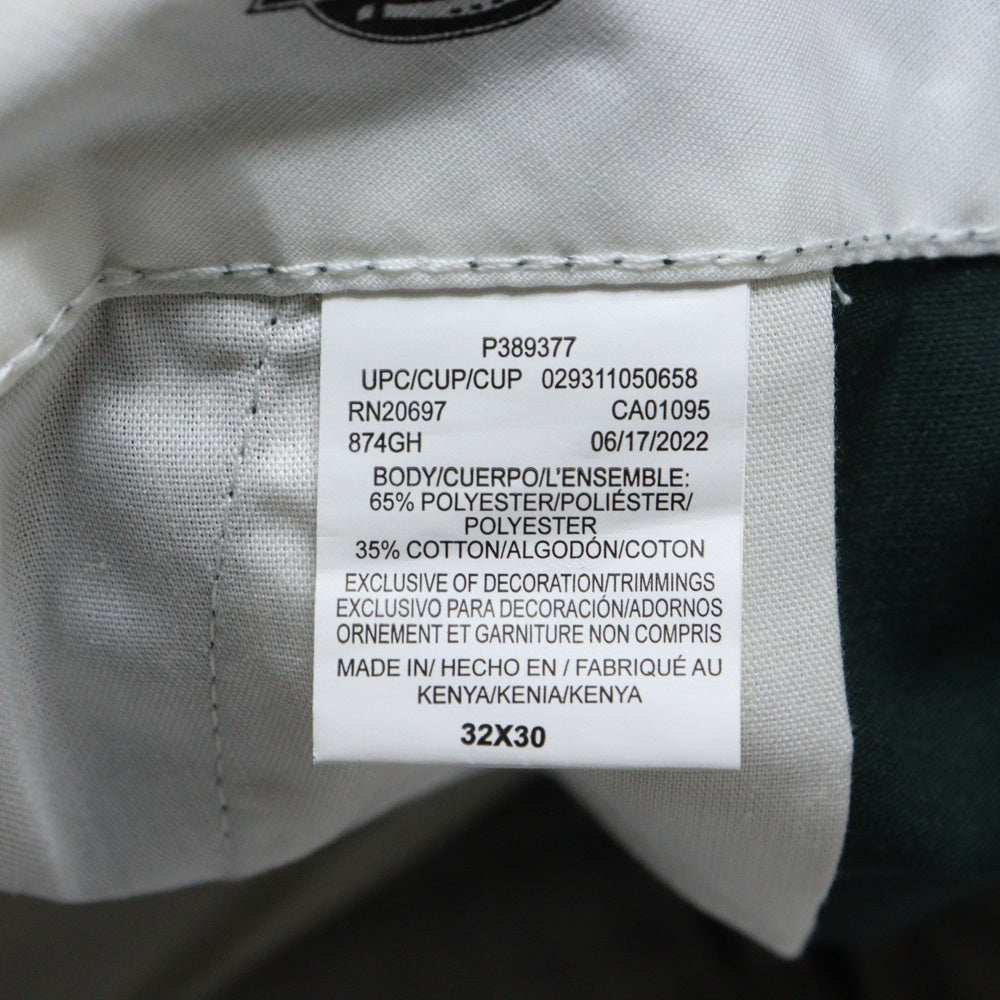 P389377
UPC/CUP/CUP 029311050658
RN20697 CA01095
874GH 06/17/2022
BODY/CUERPO/L'ENSEMBLE:
65% POLYESTER/POLIÉSTER/
POLYESTER
35% COTTON/ALGODÓN/COTON
EXCLUSIVE OF DECORATION/TRIMMINGS
EXCLUSIVO PARA DECORACIÓN/ADORNOS
ORNEMENT ET GARNITURE NON COMPRIS
MADE IN/ HECHO EN / FABRIQUÉ AU
KENYA/KENIA/KENYA
32X30